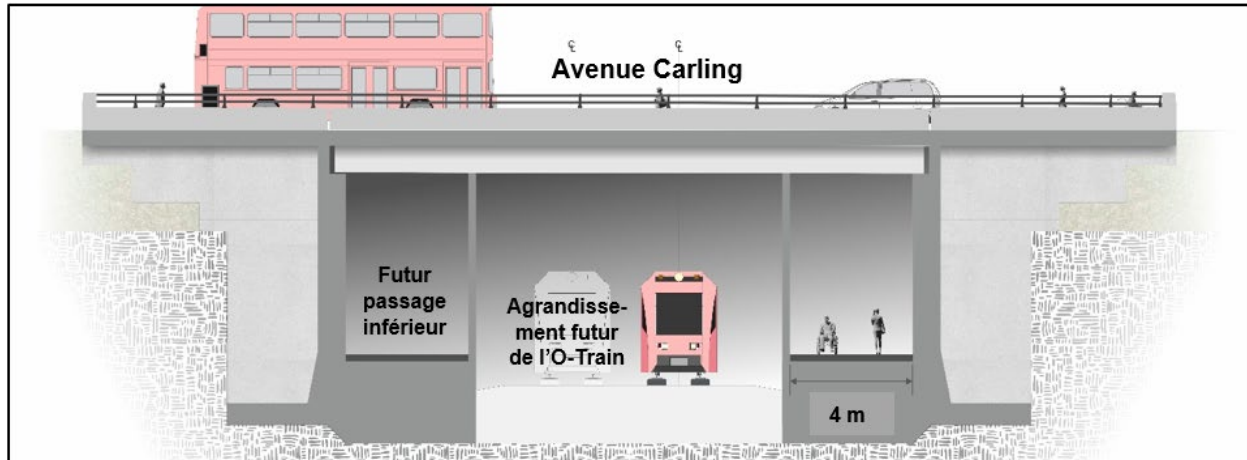 ℄ ℄
Avenue Carling
Futur
passage
inférieur
Agrandisse-
ment futur
de l'O-Train
4 m